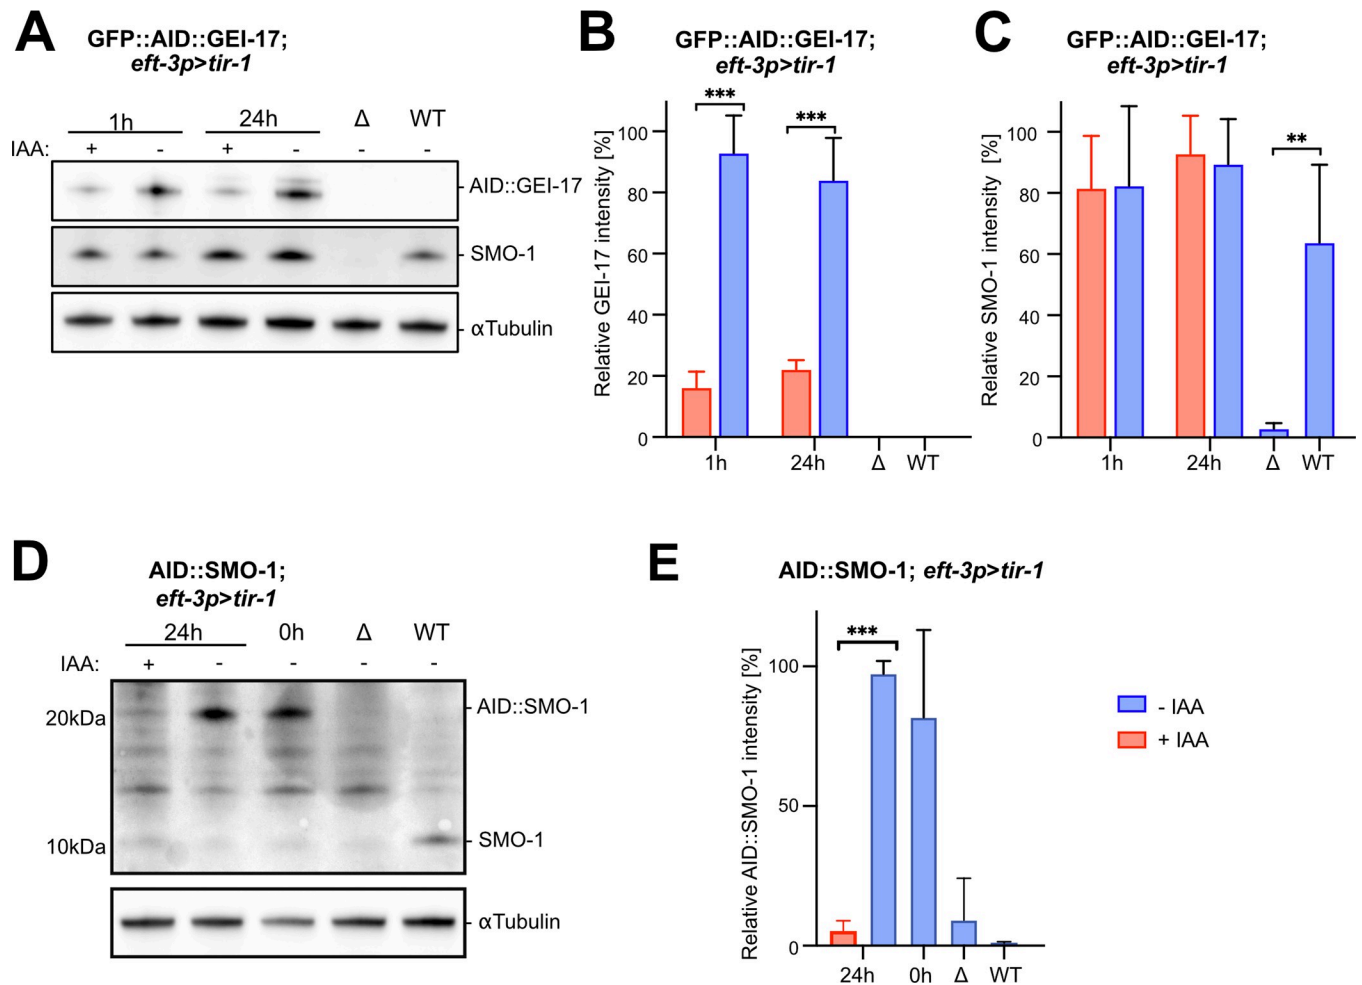 A
GFP::AID::GEI-17;
eft-3p>tir-1
1h 24h Δ WT
IAA: + - + - - -
AID::GEI-17
SMO-1
αTubulin
B
GFP::AID::GEI-17;
eft-3p>tir-1
Relative GEI-17 intensity [%]
100
80
60
40
20
0
*** ***
1h 24h Δ WT
C
GFP::AID::GEI-17;
eft-3p>tir-1
Relative SMO-1 intensity [%]
100
80
60
40
20
0
**
1h 24h Δ WT
D
AID::SMO-1;
eft-3p>tir-1
24h 0h Δ WT
IAA: + - - - -
20kDa
10kDa
AID::SMO-1
SMO-1
αTubulin
E
AID::SMO-1; eft-3p>tir-1
Relative AID::SMO-1 intensity [%]
100
50
0
***
24h 0h Δ WT
- IAA
+ IAA